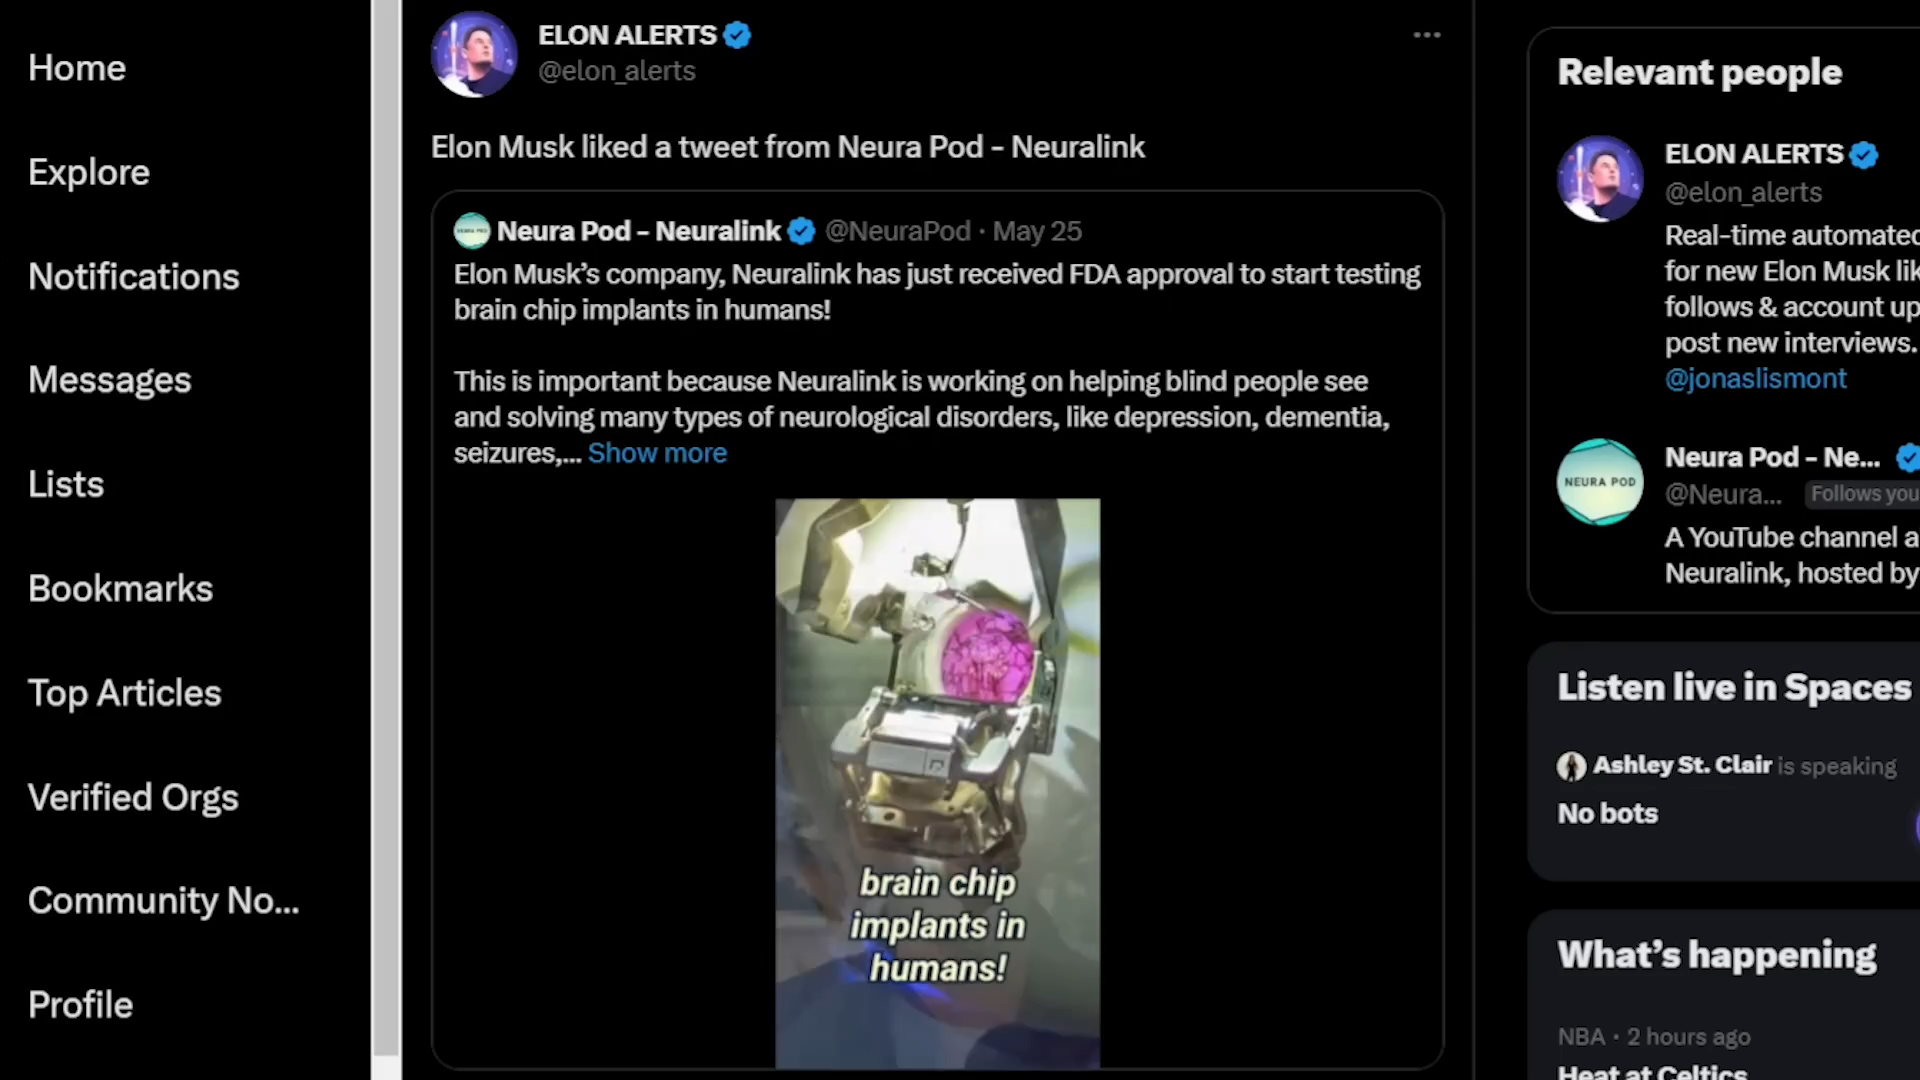 Home
Explore
Notifications
Messages
Lists
Bookmarks
Top Articles
Verified Orgs
Community No...
Profile
ELON ALERTS
@elon_alerts
Elon Musk liked a tweet from Neura Pod - Neuralink
Neura Pod - Neuralink @NeuraPod · May 25
Elon Musk’s company, Neuralink has just received FDA approval to start testing
brain chip implants in humans!
This is important because Neuralink is working on helping blind people see
and solving many types of neurological disorders, like depression, dementia,
seizures,... Show more
brain chip
implants in
humans!
Relevant people
ELON ALERTS
@elon_alerts
Real-time automated
for new Elon Musk lik
follows & account up
post new interviews.
@jonaslismont
NEURA POD
Neura Pod - Ne...
@Neura... Follows you
A YouTube channel a
Neuralink, hosted by
Listen live in Spaces
Ashley St. Clair is speaking
No bots
What’s happening
NBA · 2 hours ago
Heat at Celtics